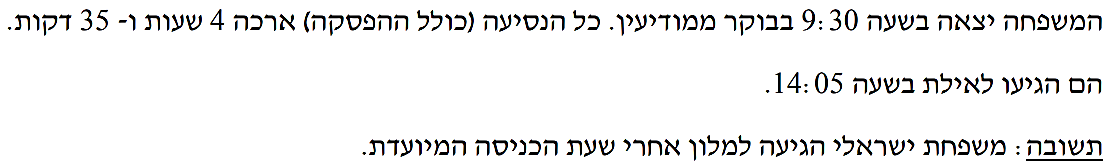 המשפחה יצאה בשעה 9:30 בבוקר ממודיעין. כל הנסיעה (כולל ההפסקה) ארכה 4 שעות ו- 35 דקות.
הם הגיעו לאילת בשעה 14:05.
תשובה: משפחת ישראלי הגיעה למלון אחרי שעת הכניסה המיועדת.